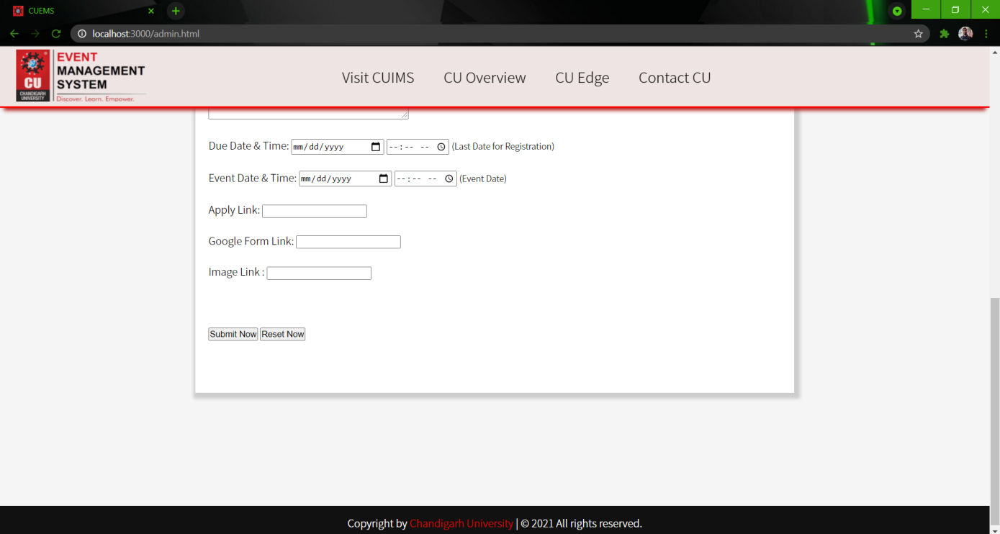 CUEMS
localhost:3000/admin.html
CU
CHANDIGARH
UNIVERSITY
EVENT
MANAGEMENT
SYSTEM
Discover. Learn. Empower.
Visit CUIMS CU Overview CU Edge Contact CU
Due Date & Time: mm/dd/yyyy --:-- -- (Last Date for Registration)
Event Date & Time: mm/dd/yyyy --:-- -- (Event Date)
Apply Link:
Google Form Link:
Image Link :
Submit Now Reset Now
Copyright by Chandigarh University | © 2021 All rights reserved.